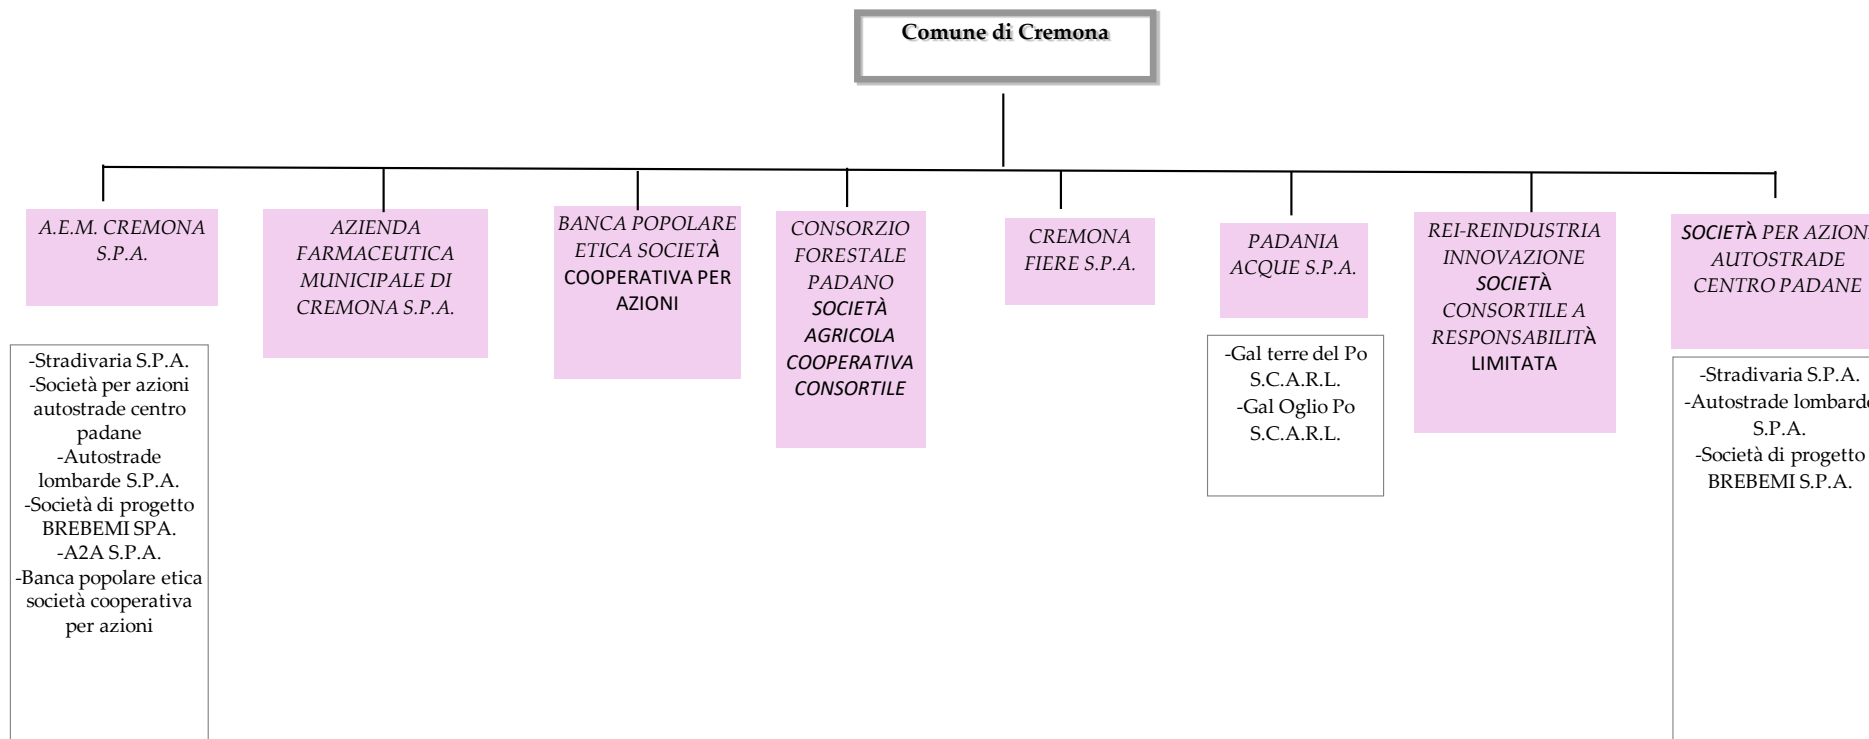 Comune di Cremona
A.E.M. CREMONA
S.P.A.
AZIENDA
FARMACEUTICA
MUNICIPALE DI
CREMONA S.P.A.
BANCA POPOLARE
ETICA SOCIETÀ
COOPERATIVA PER
AZIONI
CONSORZIO
FORESTALE
PADANO
SOCIETÀ
AGRICOLA
COOPERATIVA
CONSORTILE
CREMONA
FIERE S.P.A.
PADANIA
ACQUE S.P.A.
REI-REINDUSTRIA
INNOVAZIONE
SOCIETÀ
CONSORTILE A
RESPONSABILITÀ
LIMITATA
SOCIETÀ PER AZIONI
AUTOSTRADE
CENTRO PADANE
-Stradivaria S.P.A.
-Società per azioni
autostrade centro
padane
-Autostrade
lombarde S.P.A.
-Società di progetto
BREBEMI SPA.
-A2A S.P.A.
-Banca popolare etica
società cooperativa
per azioni
-Gal terre del Po
S.C.A.R.L.
-Gal Oglio Po
S.C.A.R.L.
-Stradivaria S.P.A.
-Autostrade lombarde
S.P.A.
-Società di progetto
BREBEMI S.P.A.